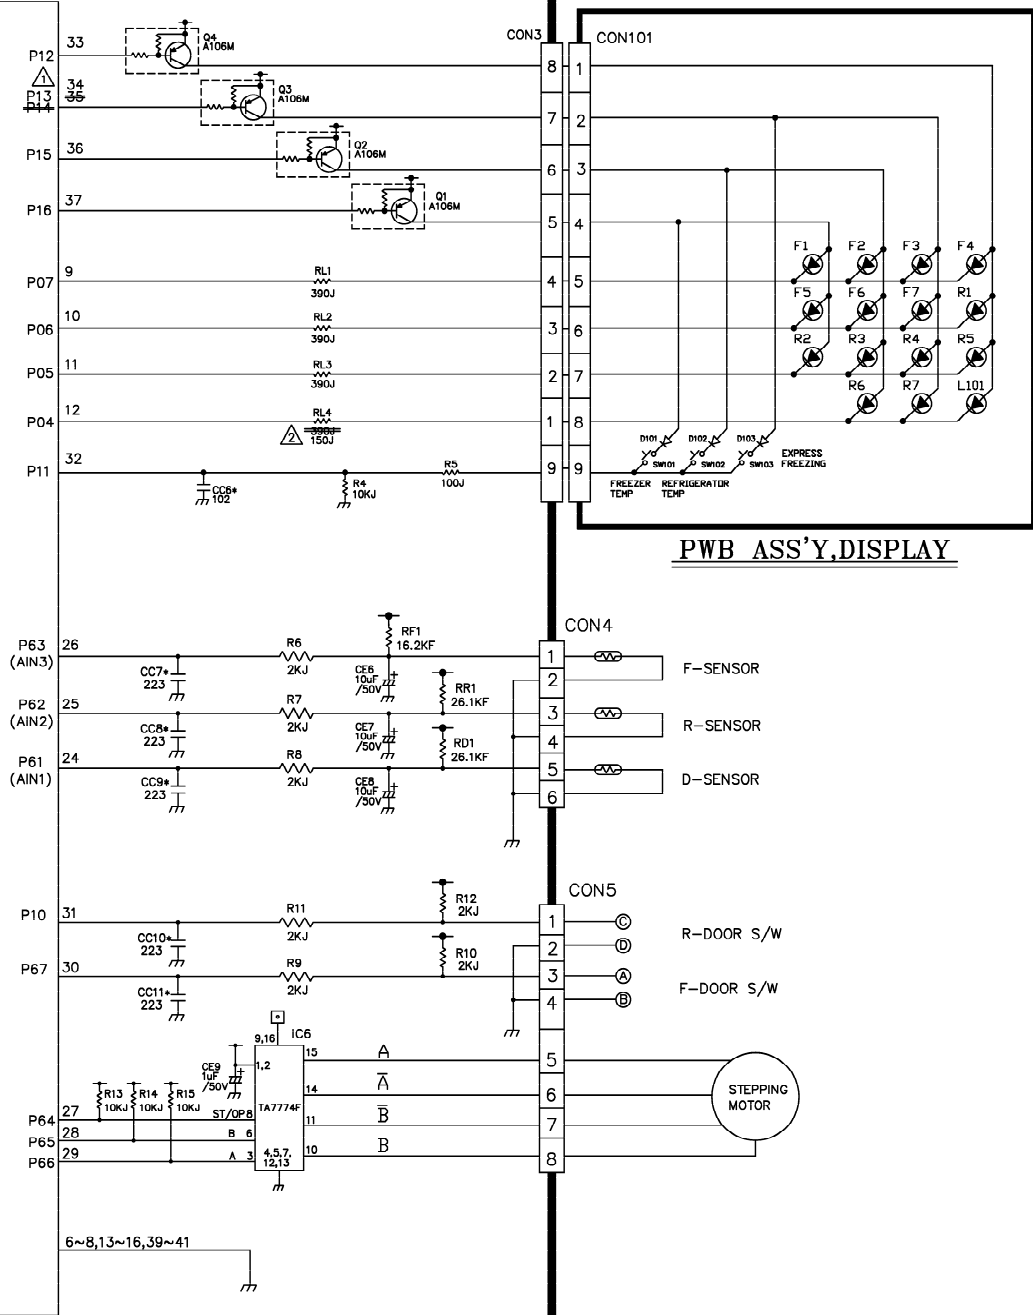 CON3
CON101
P12
33
Q4
A106M
8
1
1
P13
34
P14
35
Q3
A106M
7
2
P15
36
Q2
A106M
6
3
P16
37
Q1
A106M
5
4
F1 F2 F3 F4
P07
9
RL1
390J
4
5
F5 F6 F7 R1
P06
10
RL2
390J
3
6
R2 R3 R4 R5
P05
11
RL3
390J
2
7
R6 R7 L101
P04
12
RL4
390J
2
150J
1
8
D101 D102 D103
EXPRESS
FREEZING
P11
32
R5
100J
9
9
SW101 SW102 SW103
CC6*
102
R4
10KJ
FREEZER
TEMP
REFRIGERATOR
TEMP
PWB ASS'Y,DISPLAY
CON4
P63
(AIN3)
26
R6
2KJ
RF1
16.2KF
1
CC7*
223
CE6
10uF
/50V
2
F-SENSOR
P62
(AIN2)
25
R7
2KJ
RR1
26.1KF
3
CC8*
223
CE7
10uF
/50V
4
R-SENSOR
P61
(AIN1)
24
R8
2KJ
RD1
26.1KF
5
CC9*
223
CE8
10uF
/50V
6
D-SENSOR
CON5
P10
31
R11
2KJ
R12
2KJ
1
C
CC10*
223
2
D
R-DOOR S/W
P67
30
R9
2KJ
R10
2KJ
3
A
CC11*
223
4
B
F-DOOR S/W
9,16
iC6
15
A
5
CE9
1uF
/50V
1,2
14
A
6
STEPPING
MOTOR
R13
10KJ
R14
10KJ
R15
10KJ
TA7774F
P64
27
ST/OP 8
11
B
7
P65
28
B 6
P66
29
A 3
4,5,7,
12,13
10
B
8
6~8,13~16,39~41